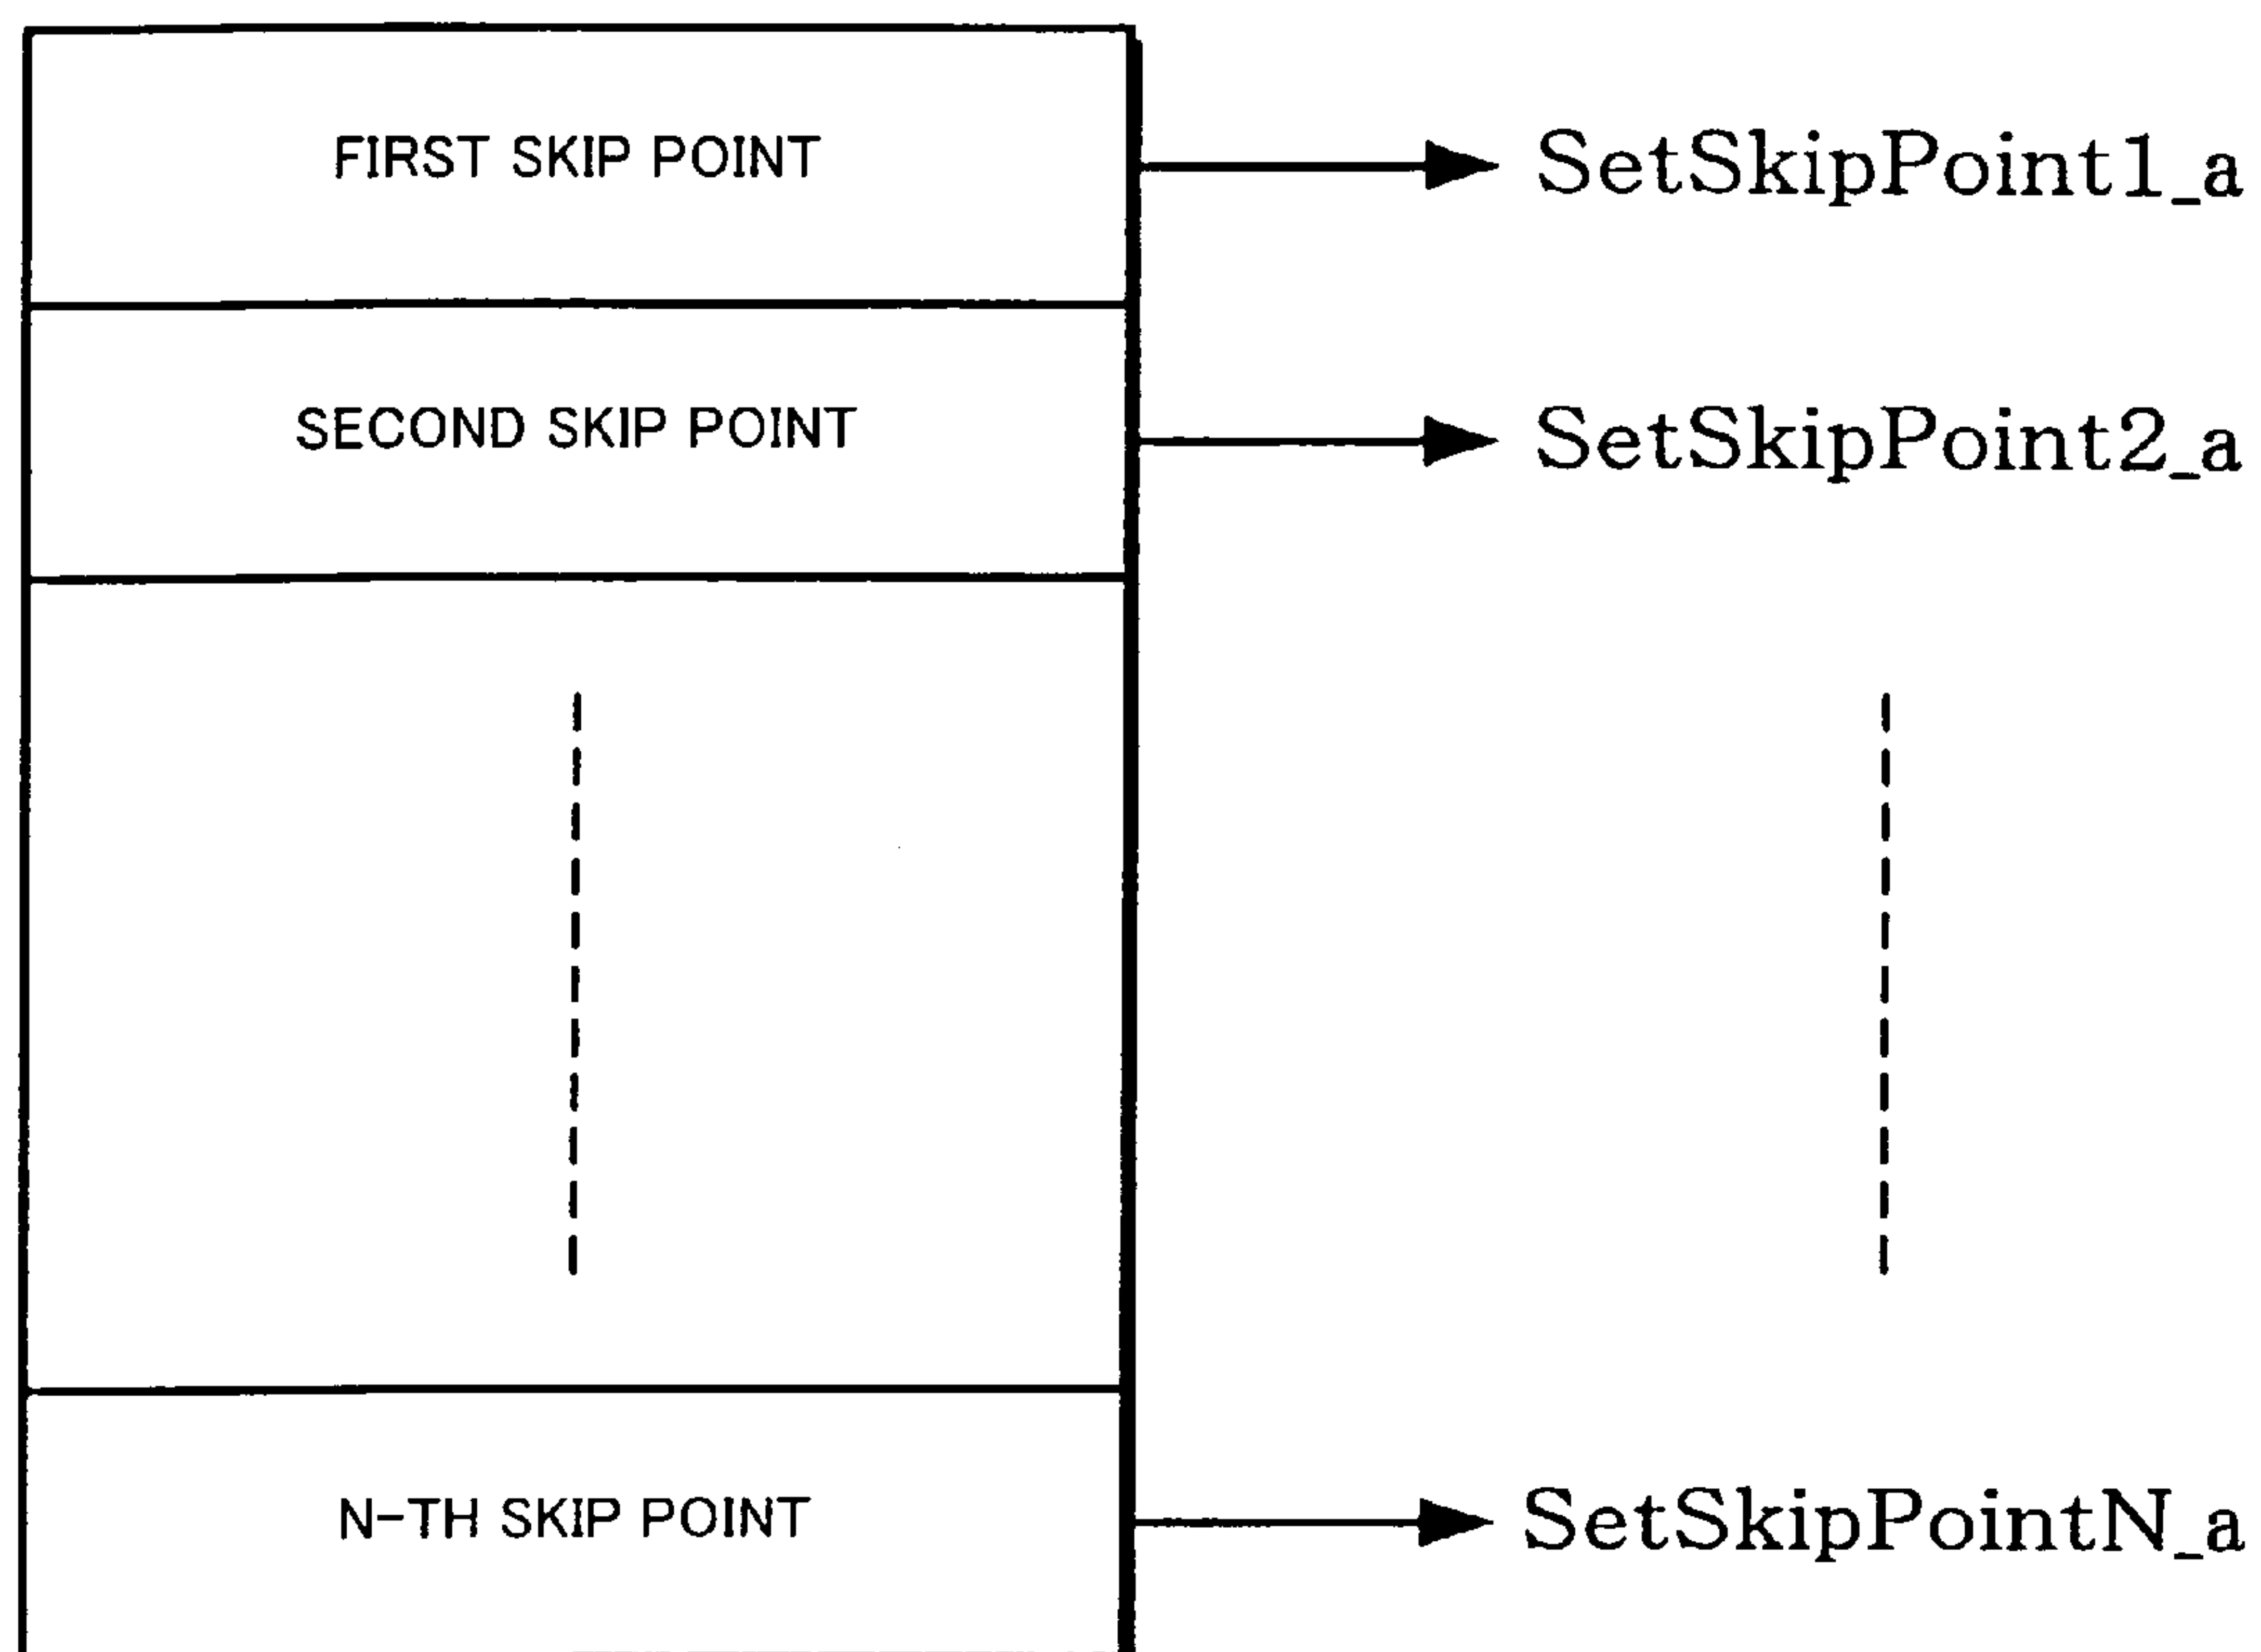 FIRST SKIP POINT
SetSkipPoint1_a
SECOND SKIP POINT
SetSkipPoint2_a
N-TH SKIP POINT
SetSkipPointN_a